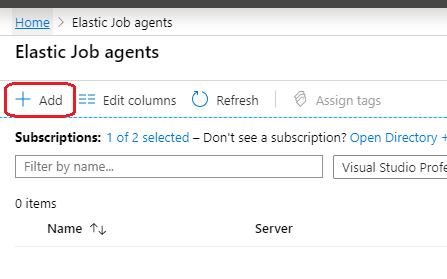 Home > Elastic Job agents
Elastic Job agents
+ Add Edit columns Refresh Assign tags
Subscriptions: 1 of 2 selected – Don't see a subscription? Open Directory +
Filter by name... Visual Studio Profe
0 items
Name ↑↓ Server